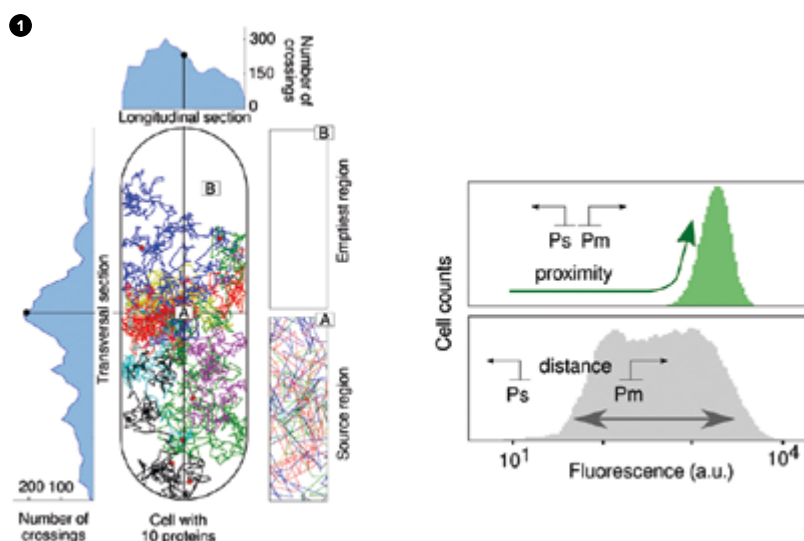 1
300
150
0
Number of
crossings
Longitudinal section
B
B
Emptiest region
Transversal section
A
A
Source region
200 100
Number of
crossings
Cell with
10 proteins
Cell counts
Ps Pm
proximity
distance
Ps
Pm
10¹
10⁴
Fluorescence (a.u.)